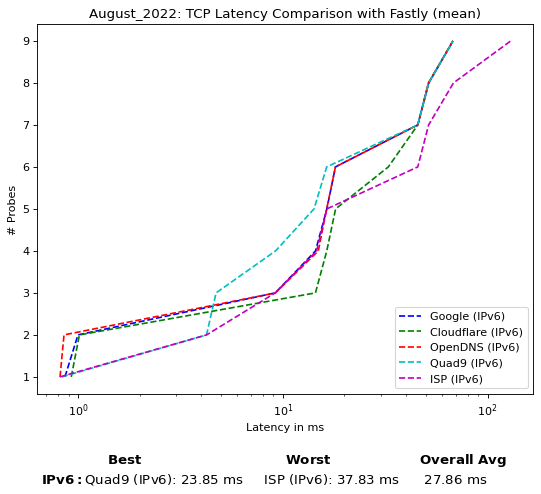 August_2022: TCP Latency Comparison with Fastly (mean)
# Probes
9
8
7
6
5
4
3
2
1
Google (IPv6)
Cloudflare (IPv6)
OpenDNS (IPv6)
Quad9 (IPv6)
ISP (IPv6)
10^0 10^1 10^2
Latency in ms
Best Worst Overall Avg
IPv6: Quad9 (IPv6): 23.85 ms ISP (IPv6): 37.83 ms 27.86 ms